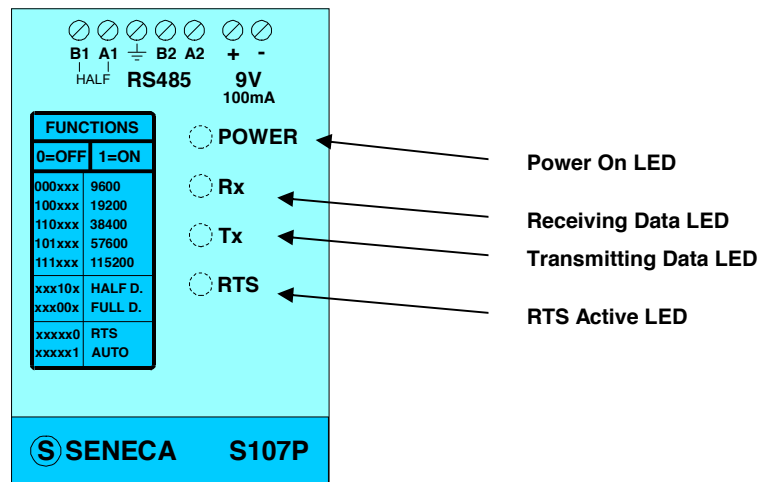 B1 A1 B2 A2 + -
HALF RS485 9V
100mA
FUNCTIONS
0=OFF 1=ON
000xxx 9600
100xxx 19200
110xxx 38400
101xxx 57600
111xxx 115200
xxx10x HALF D.
xxx00x FULL D.
xxxxx0 RTS
xxxxx1 AUTO
POWER
Rx
Tx
RTS
Power On LED
Receiving Data LED
Transmitting Data LED
RTS Active LED
S SENECA S107P